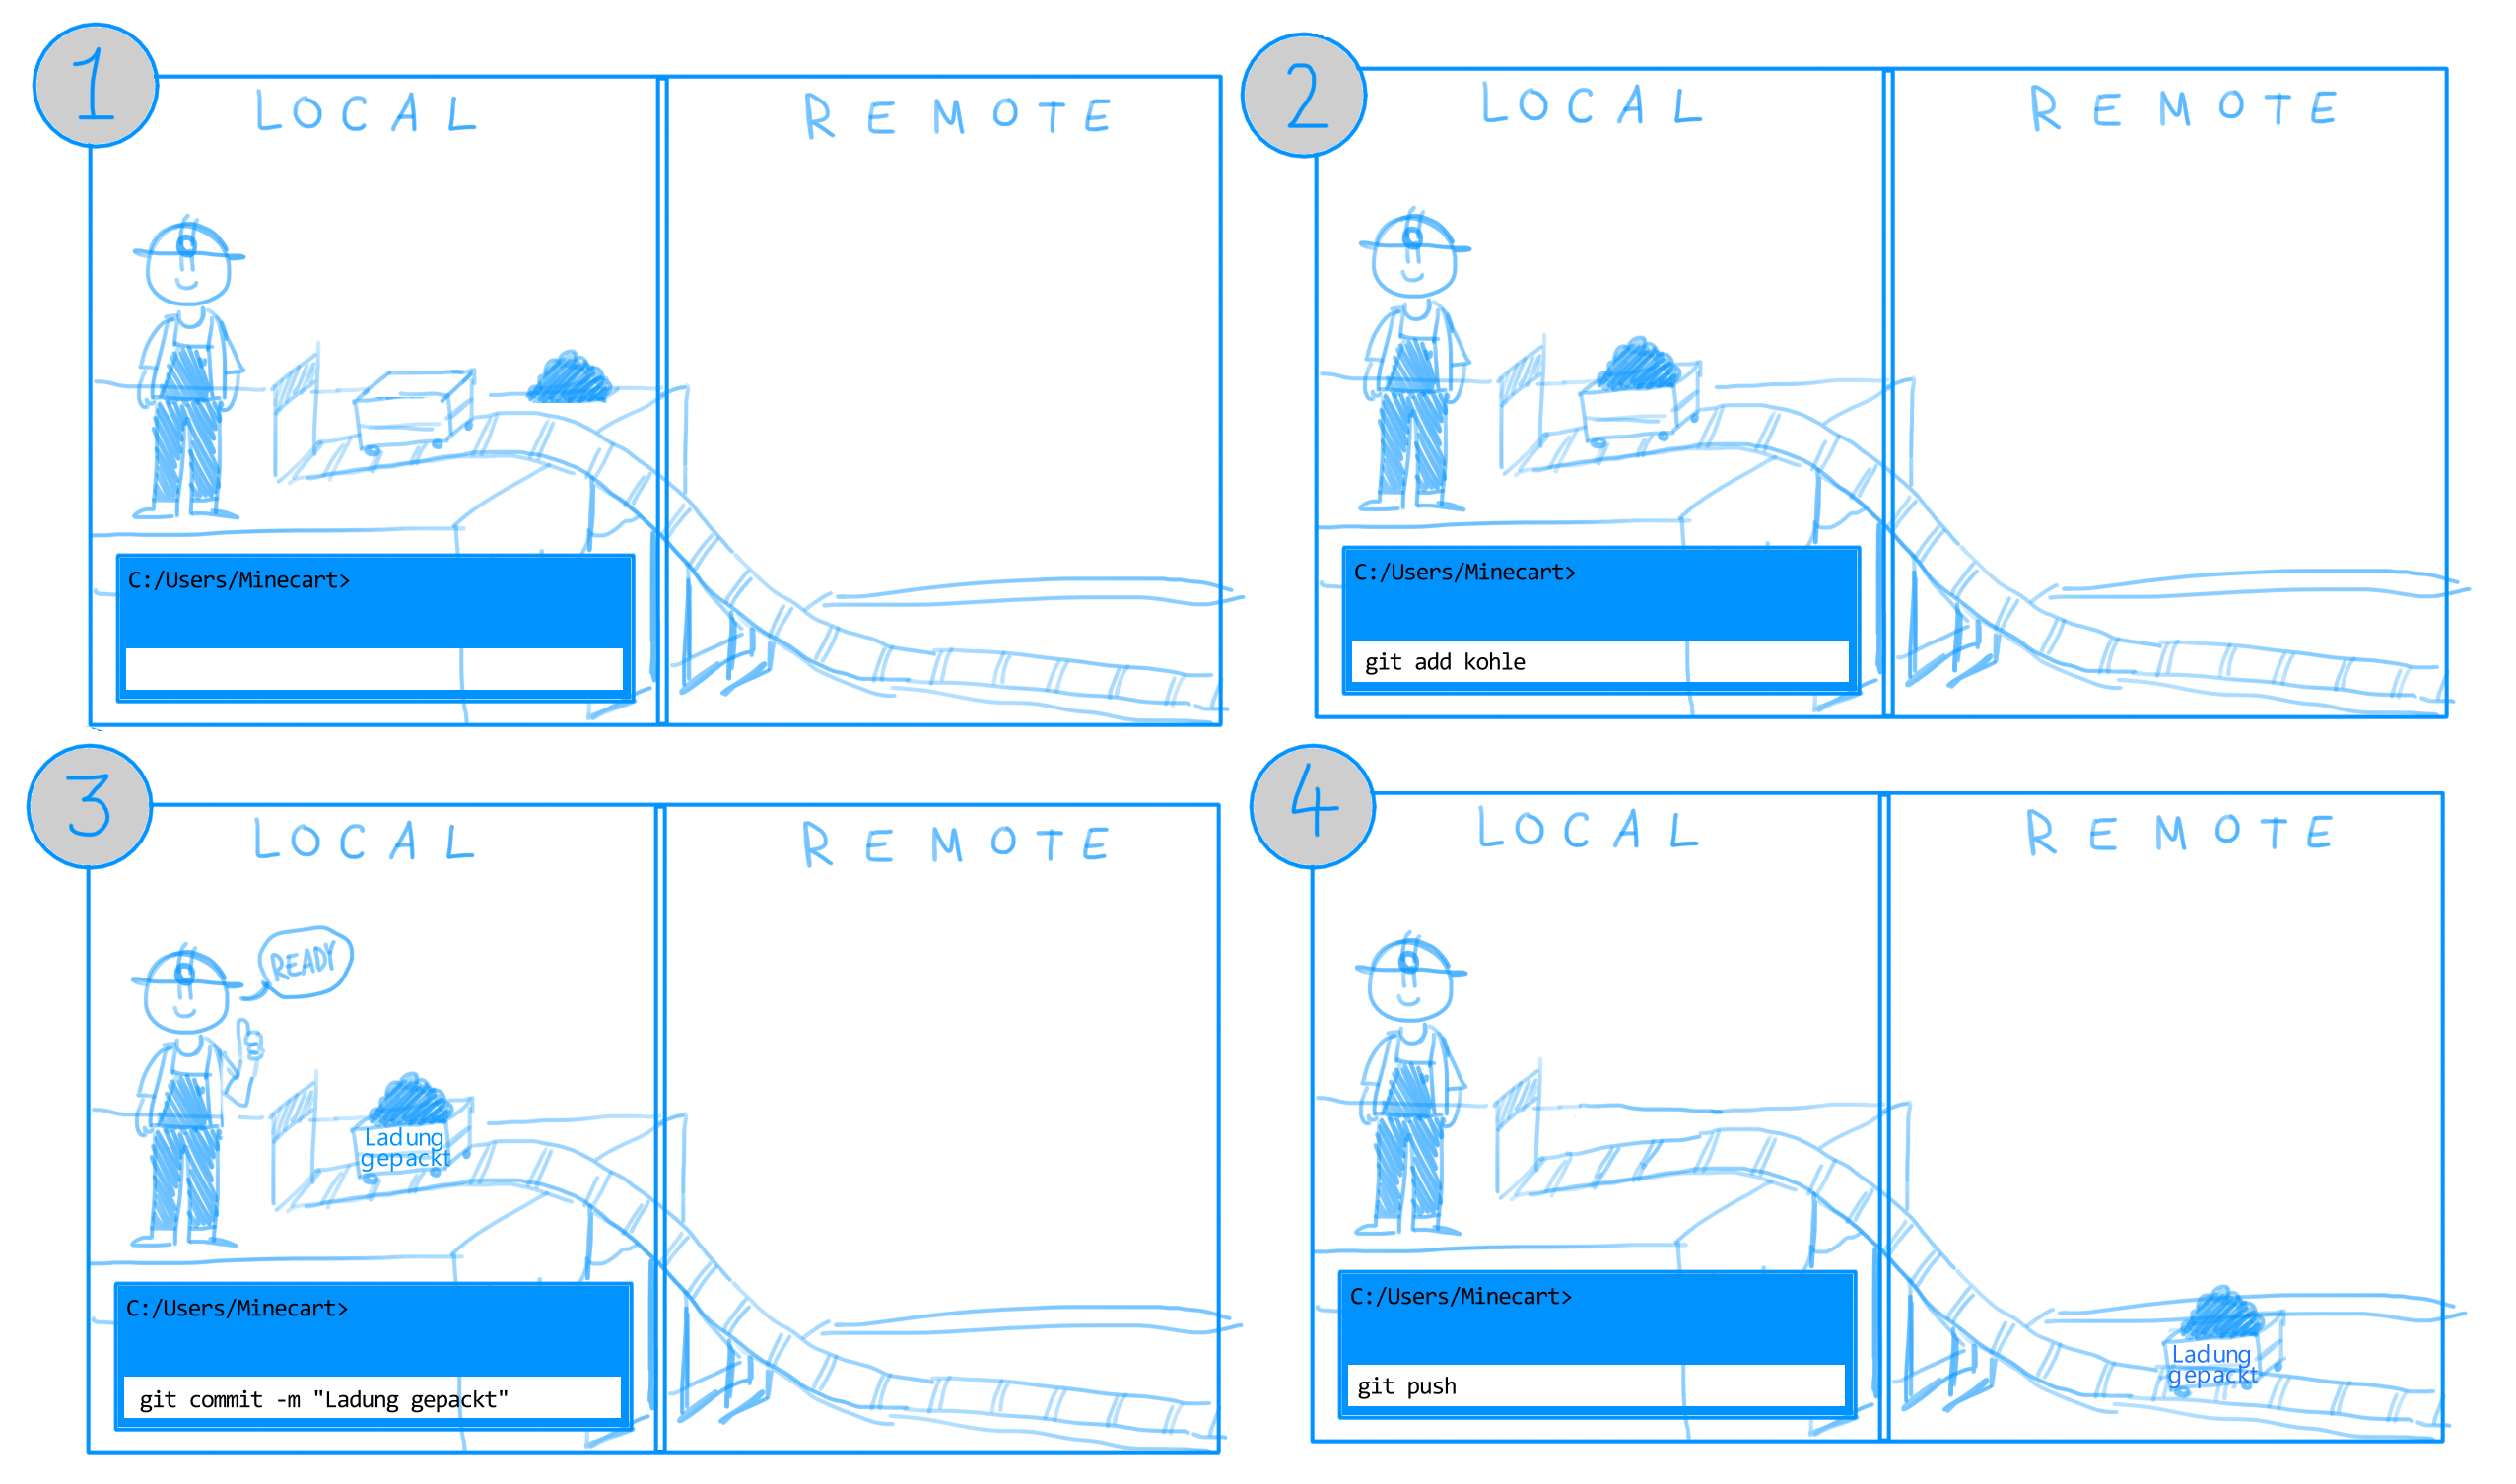 1
LOCAL
REMOTE
C:/Users/Minecart>
2
LOCAL
REMOTE
C:/Users/Minecart>
git add kohle
3
LOCAL
REMOTE
READY
Ladung
gepackt
C:/Users/Minecart>
git commit -m "Ladung gepackt"
4
LOCAL
REMOTE
C:/Users/Minecart>
git push
Ladung
gepackt